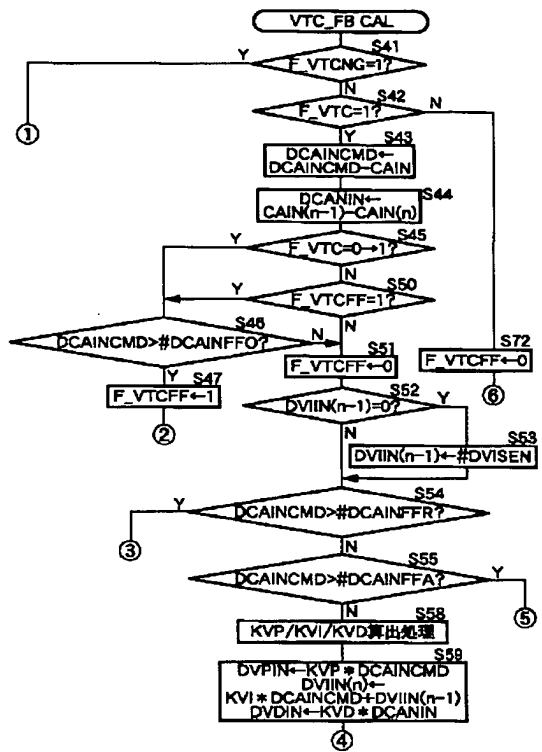 VTC_FB CAL
S41
Y
F_VTCNG=1?
N
S42
①
F_VTC=1?
N
Y
S43
DCAINCMD←
DCAINCMD-CAIN
S44
DCANIN←
CAIN(n-1)-CAIN(n)
S45
Y
F_VTC=0→1?
N
S50
Y
F_VTCFF=1?
N
S46
DCAINCMD>#DCAINFFO?
N
S72
F_VTCFF←0
⑥
Y
S47
F_VTCFF←1
②
S51
F_VTCFF←0
S52
DVIIN(n-1)=0?
Y
N
S53
DVIIN(n-1)←#DVISEN
S54
Y
DCAINCMD>#DCAINFFR?
③
N
S55
DCAINCMD>#DCAINFFA?
Y
⑤
N
S58
KVP/KVI/KVD算出処理
S59
DVPIN←KVP*DCAINCMD
DVIIN(n)←
KVI*DCAINCMD+DVIIN(n-1)
DVDIN←KVD*DCANIN
④